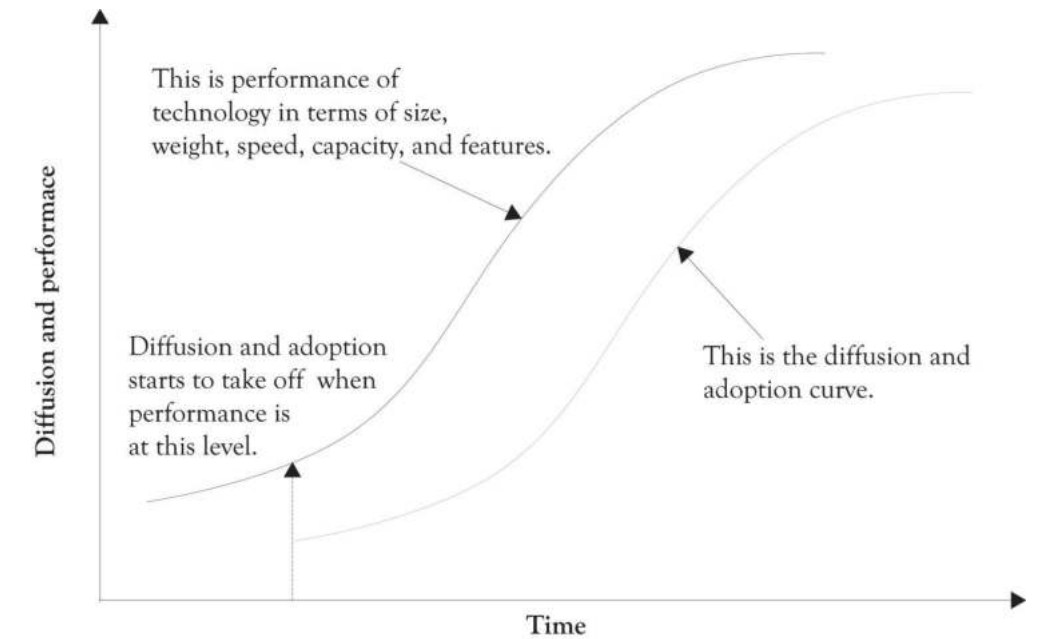 This is performance of
technology in terms of size,
weight, speed, capacity, and features.
Diffusion and performace
Diffusion and adoption
starts to take off when
performance is
at this level.
This is the diffusion and
adoption curve.
Time